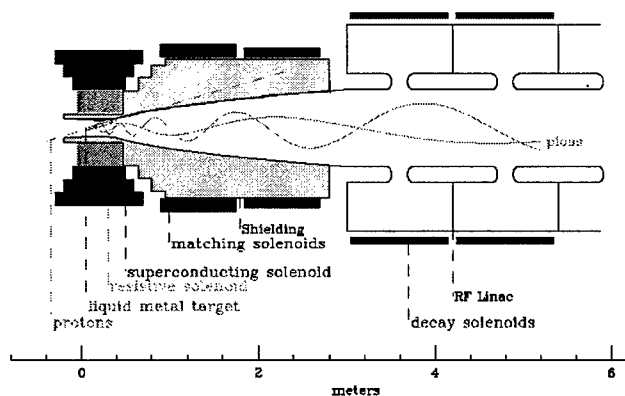 pions
Shielding
matching solenoids
superconducting solenoid
resistive solenoid
RF Linac
liquid metal target
protons
decay solenoids
0 2 4 6
meters